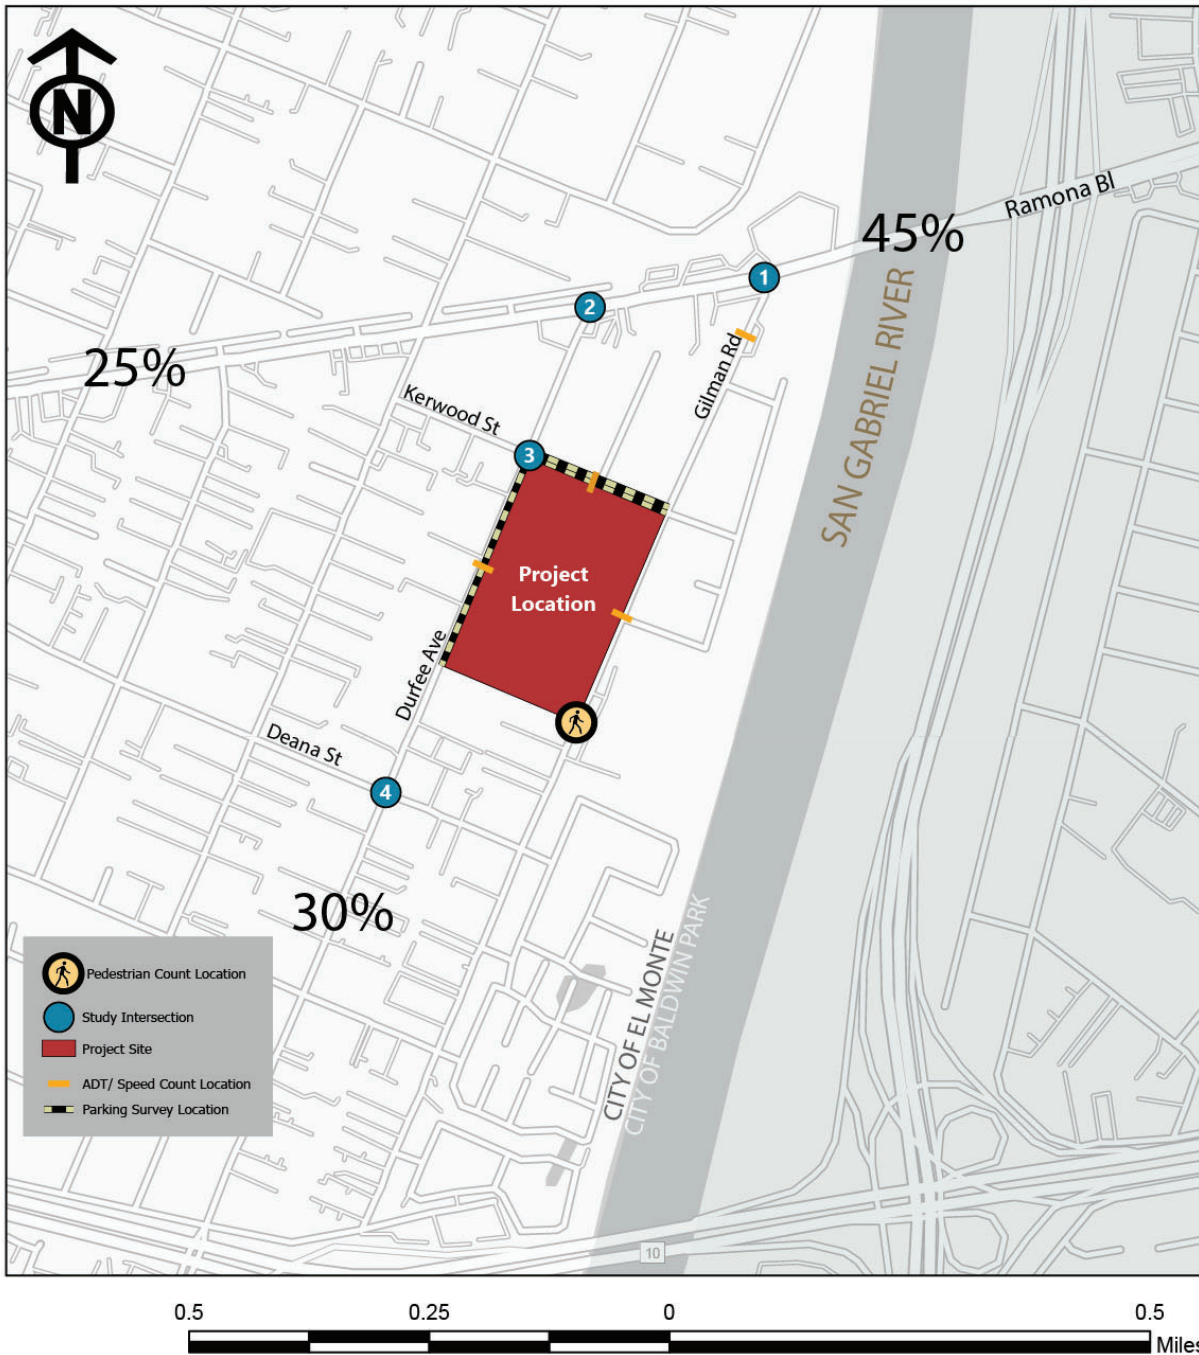 N
Ramona Bl
45%
1
2
25%
Gilman Rd
Kerwood St
SAN GABRIEL RIVER
3
Project
Location
Durfee Ave
Deana St
4
30%
CITY OF EL MONTE
CITY OF BALDWIN PARK
Pedestrian Count Location
Study Intersection
Project Site
ADT/ Speed Count Location
Parking Survey Location
10
0.5 0.25 0 0.5
Miles